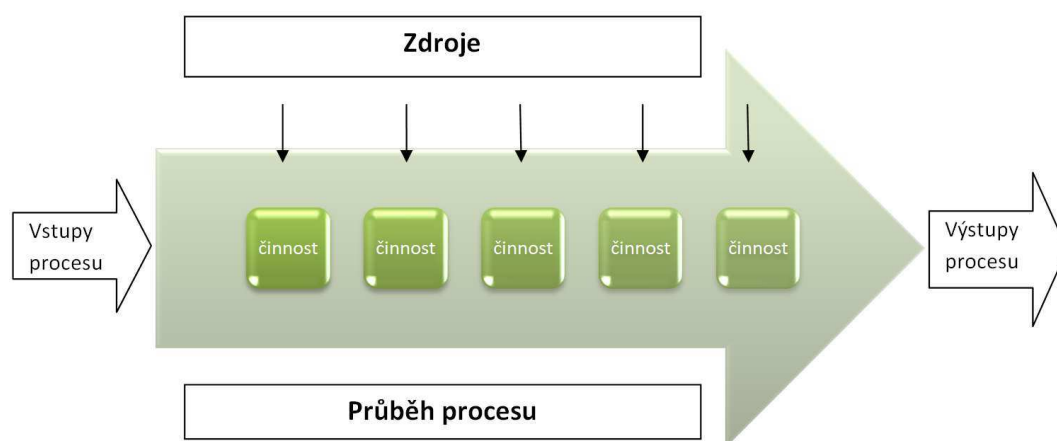 Zdroje
Vstupy
procesu
činnost
činnost
činnost
činnost
činnost
Výstupy
procesu
Průběh procesu